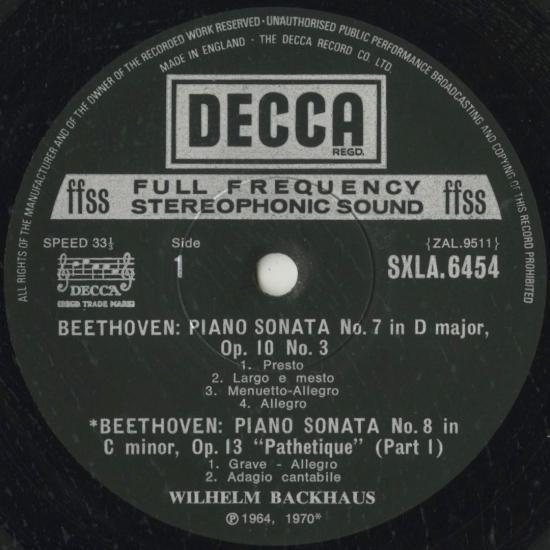 ALL RIGHTS OF THE MANUFACTURER AND OF THE OWNER OF THE RECORDED WORK RESERVED · UNAUTHORISED PUBLIC PERFORMANCE BROADCASTING AND COPYING OF THIS RECORD PROHIBITED
MADE IN ENGLAND · THE DECCA RECORD CO. LTD.
DECCA
REGD.
ffss FULL FREQUENCY STEREOPHONIC SOUND ffss
SPEED 33⅓
Side
1
{ZAL.9511}
SXLA.6454
DECCA
REGD TRADE MARK
BEETHOVEN: PIANO SONATA No. 7 in D major,
Op. 10 No. 3
1. Presto
2. Largo e mesto
3. Menuetto-Allegro
4. Allegro
*BEETHOVEN: PIANO SONATA No. 8 in
C minor, Op. 13 "Pathetique" (Part 1)
1. Grave - Allegro
2. Adagio cantabile
WILHELM BACKHAUS
Ⓟ 1964, 1970*